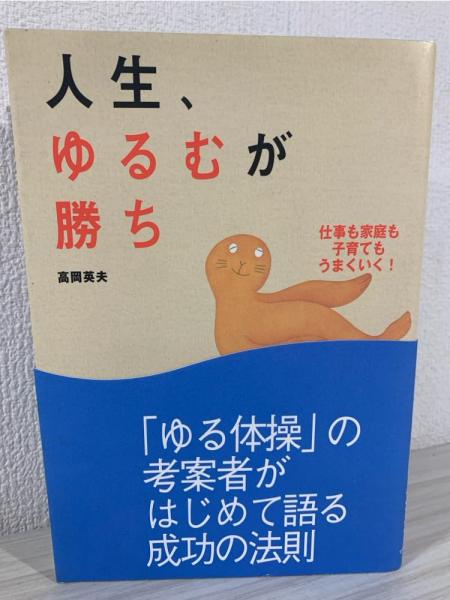 人生、
ゆるむが
勝ち
高岡英夫
仕事も家庭も
子育ても
うまくいく！
「ゆる体操」の
考案者が
はじめて語る
成功の法則